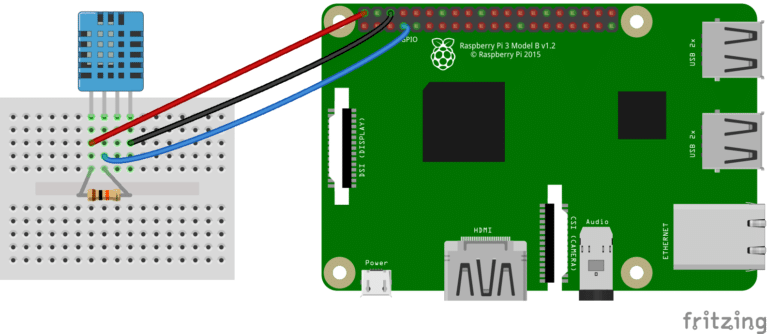 GPIO
Raspberry Pi 3 Model B v1.2
© Raspberry Pi 2015
USB 2x
DSI (DISPLAY)
USB 2x
HDMI
CSI (CAMERA)
Audio
ETHERNET
Power
fritzing